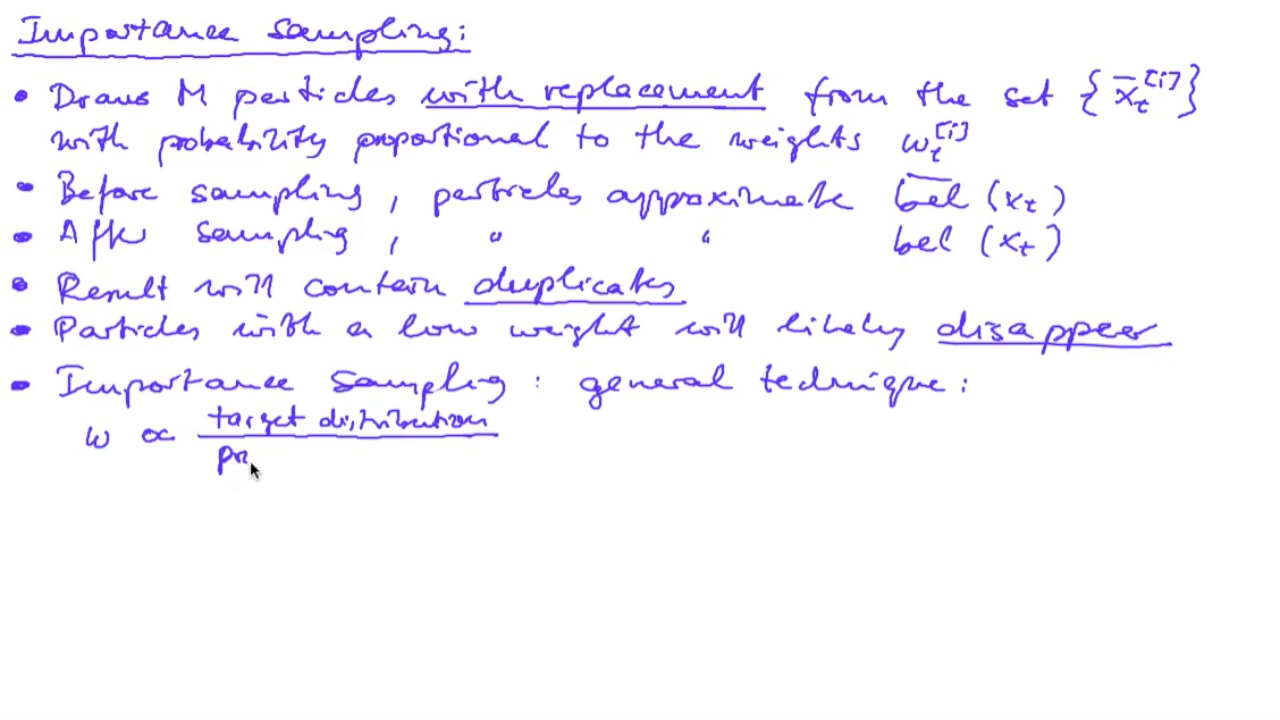 Importance sampling:
• Draws M particles with replacement from the set { x̄ₜ^[i] }
with probability proportional to the weights wₜ^[i]
• Before sampling, particles approximate b̅e̅l̅ (xₜ)
• After sampling, " " bel (xₜ)
• Result will contain duplicates
• Particles with a low weight will likely disappear
• Importance sampling : general technique :
w ∝ target distribution
pr